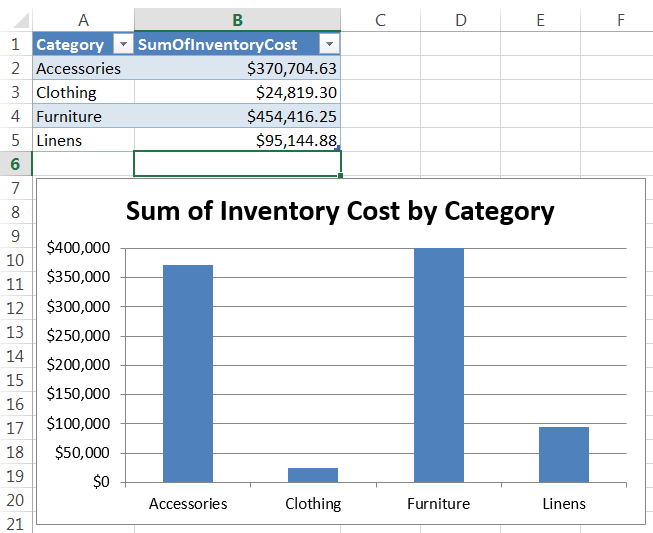 A B C D E F
1 Category SumOfInventoryCost
2 Accessories $370,704.63
3 Clothing $24,819.30
4 Furniture $454,416.25
5 Linens $95,144.88
6
7
8 Sum of Inventory Cost by Category
9
10 $400,000
11 $350,000
12 $300,000
13 $250,000
14 $200,000
15 $150,000
16
17 $100,000
18 $50,000
19 $0
20 Accessories Clothing Furniture Linens
21